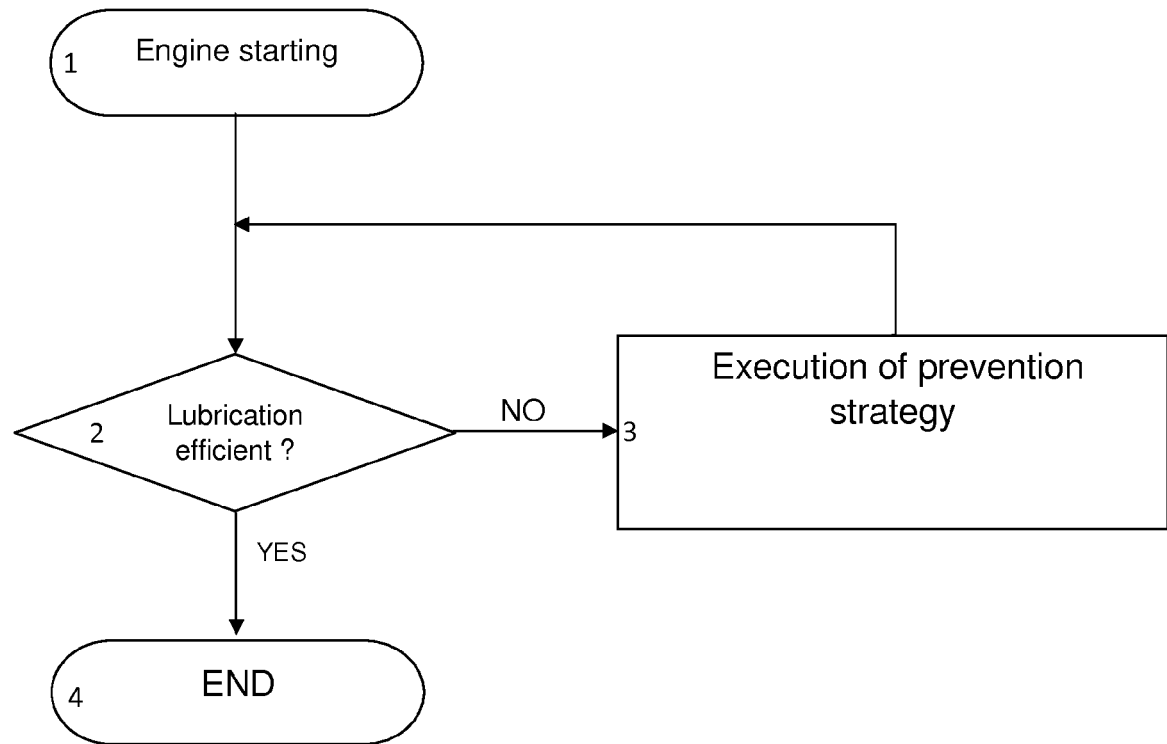 1 Engine starting
2 Lubrication
efficient ?
NO
3 Execution of prevention
strategy
YES
4 END